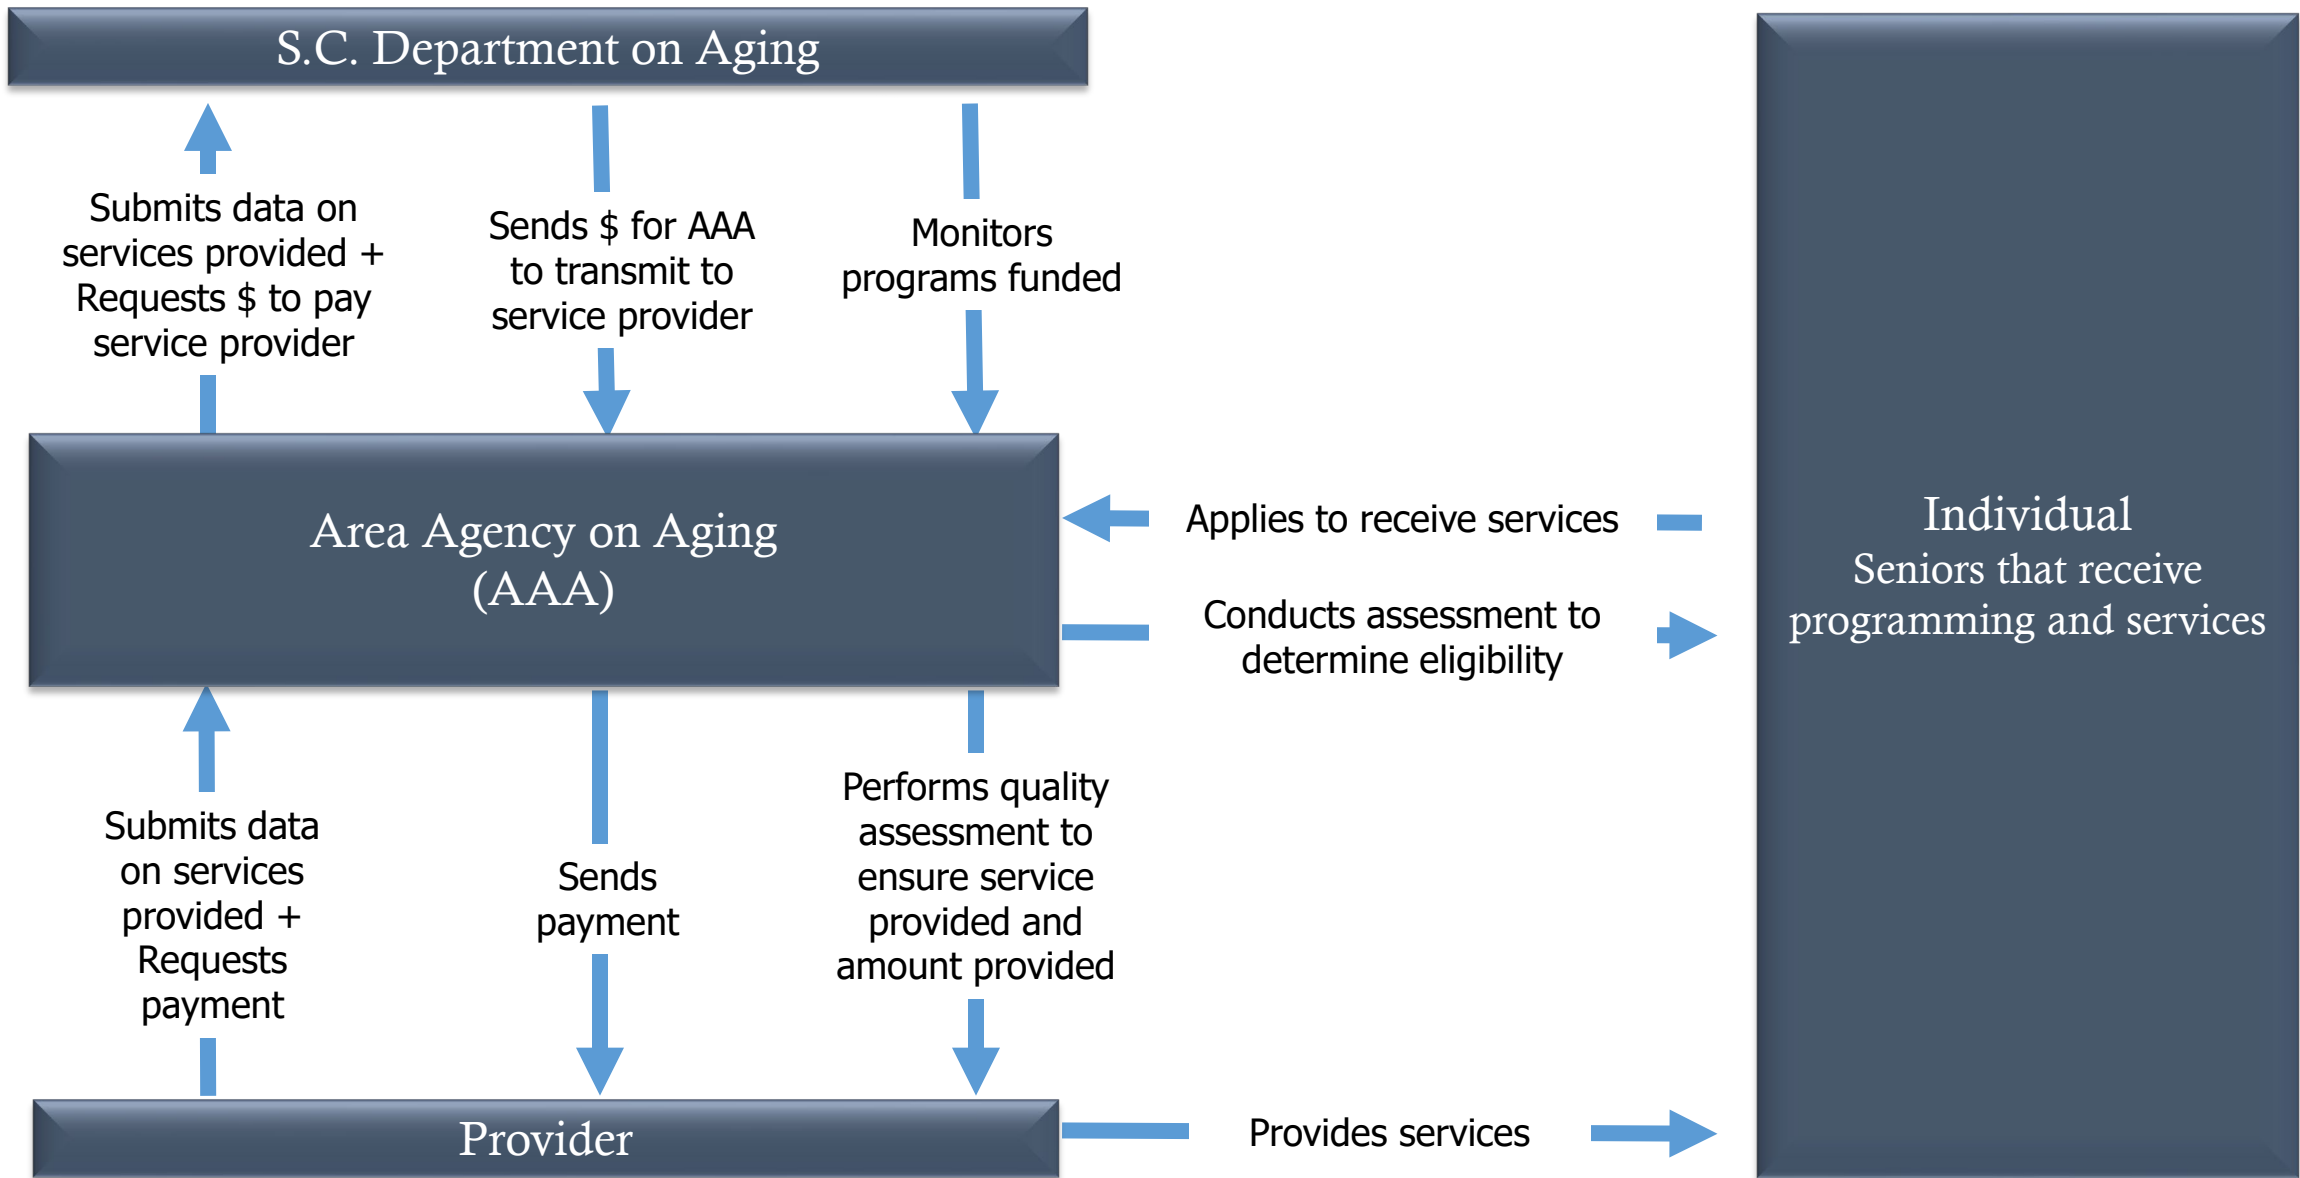 S.C. Department on Aging
Submits data on
services provided +
Requests $ to pay
service provider
Sends $ for AAA
to transmit to
service provider
Monitors
programs funded
Area Agency on Aging
(AAA)
Applies to receive services
Conducts assessment to
determine eligibility
Individual
Seniors that receive
programming and services
Submits data
on services
provided +
Requests
payment
Sends
payment
Performs quality
assessment to
ensure service
provided and
amount provided
Provider
Provides services